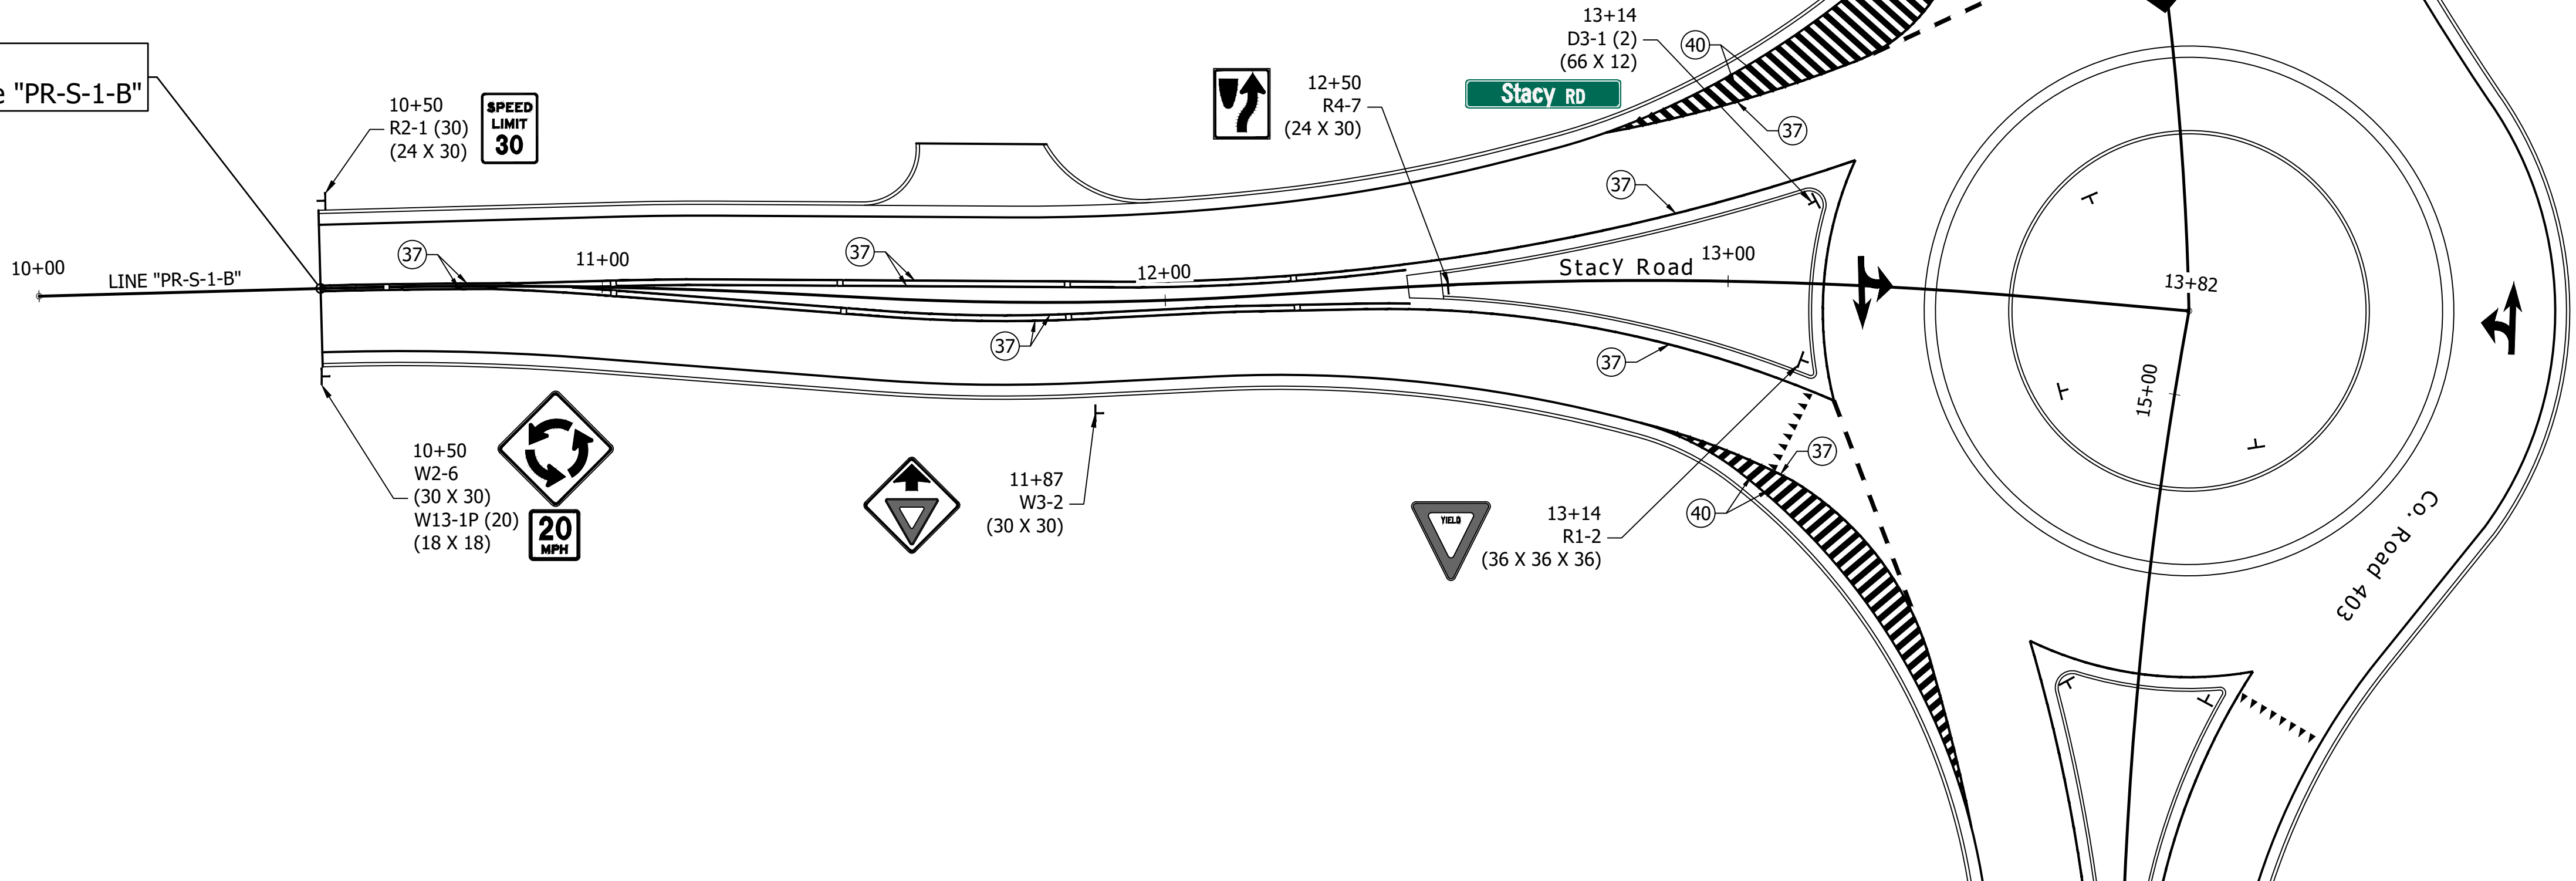 e "PR-S-1-B"
10+50
R2-1 (30)
(24 X 30)
SPEED
LIMIT
30
12+50
R4-7
(24 X 30)
13+14
D3-1 (2)
(66 X 12)
Stacy RD
40
37
37
10+00
LINE "PR-S-1-B"
37
11+00
37
12+00
Stacy Road
13+00
13+82
37
37
15+00
10+50
W2-6
(30 X 30)
W13-1P (20)
(18 X 18)
20
MPH
11+87
W3-2
(30 X 30)
YIELD
13+14
R1-2
(36 X 36 X 36)
37
40
Co. Road 403